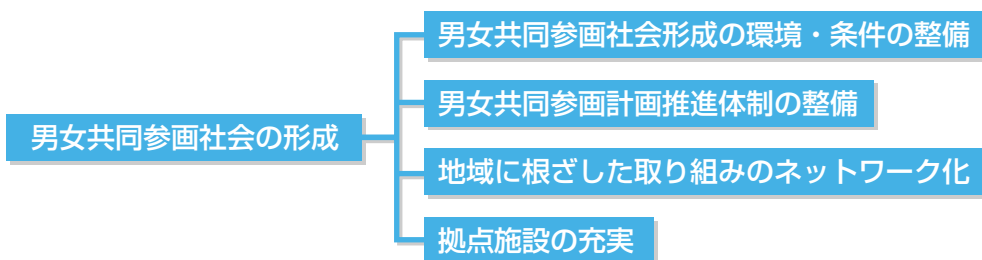 男女共同参画社会の形成
男女共同参画社会形成の環境・条件の整備
男女共同参画計画推進体制の整備
地域に根ざした取り組みのネットワーク化
拠点施設の充実